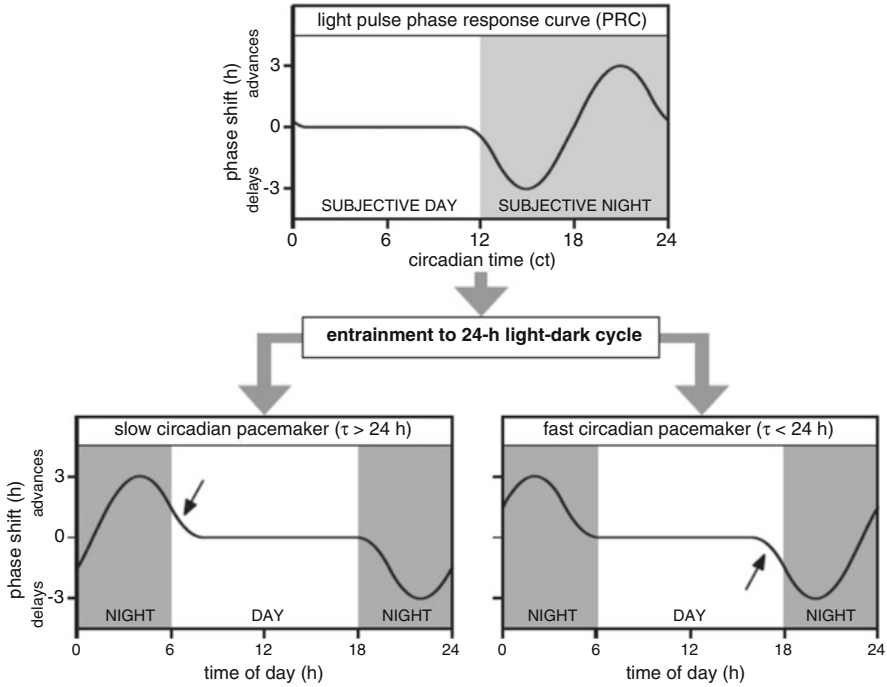 light pulse phase response curve (PRC)
phase shift (h)
delays advances
3
0
-3
SUBJECTIVE DAY SUBJECTIVE NIGHT
0 6 12 18 24
circadian time (ct)
entrainment to 24-h light-dark cycle
slow circadian pacemaker (τ > 24 h)
phase shift (h)
delays advances
3
0
-3
NIGHT DAY NIGHT
0 6 12 18 24
time of day (h)
fast circadian pacemaker (τ < 24 h)
NIGHT DAY NIGHT
0 6 12 18 24
time of day (h)